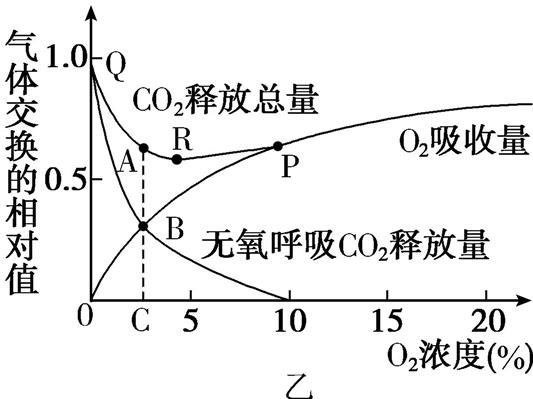 气体交换的相对值
1.0
0.5
Q
CO₂释放总量
A
R
P
O₂吸收量
B
无氧呼吸CO₂释放量
0
C
5
10
15
20
O₂浓度(%)
乙